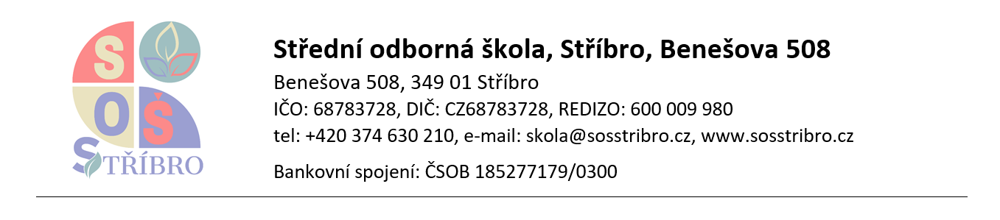 SOŠ
STŘÍBRO
Střední odborná škola, Stříbro, Benešova 508
Benešova 508, 349 01 Stříbro
IČO: 68783728, DIČ: CZ68783728, REDIZO: 600 009 980
tel: +420 374 630 210, e-mail: skola@sosstribro.cz, www.sosstribro.cz
Bankovní spojení: ČSOB 185277179/0300